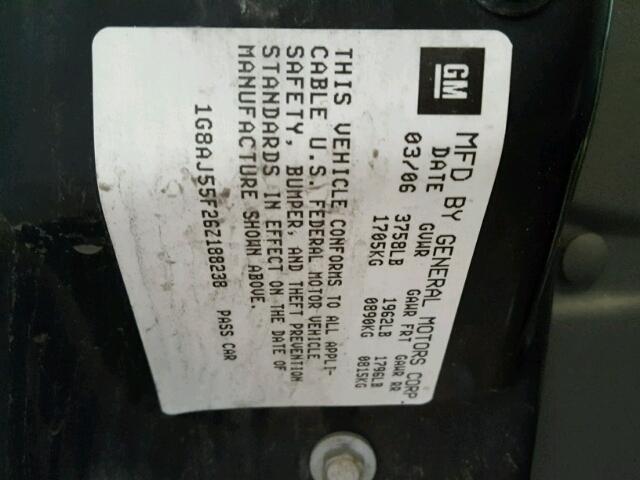 GM
MFD BY GENERAL MOTORS CORP.
DATE GVWR GAWR FRT GAWR RR
03/06 3758LB 1962LB 1796LB
1705KG 0890KG 0815KG
THIS VEHICLE CONFORMS TO ALL APPLI-
CABLE U.S. FEDERAL MOTOR VEHICLE
SAFETY, BUMPER, AND THEFT PREVENTION
STANDARDS IN EFFECT ON THE DATE OF
MANUFACTURE SHOWN ABOVE.
1G8AJ55F26Z188238 PASS CAR